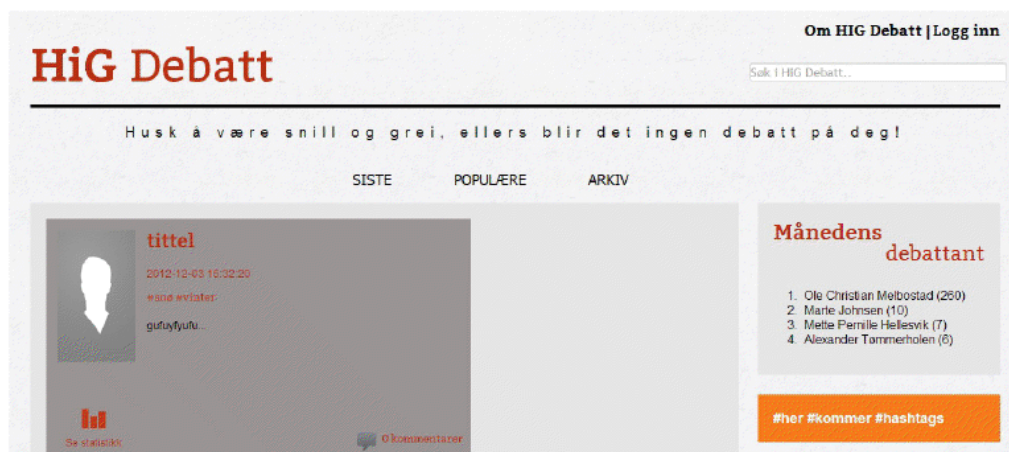 Om HIG Debatt | Logg inn
HiG Debatt
Søk i HiG Debatt..
Husk å være snill og grei, ellers blir det ingen debatt på deg!
SISTE POPULÆRE ARKIV
tittel
2012-12-03 16:32:20
gufuyfyufu..
Se statistikk
0 kommentarer
Månedens
debattant
1. Ole Christian Melbostad (260)
2. Marte Johnsen (10)
3. Mette Pernille Hellesvik (7)
4. Alexander Tømmerholen (6)
#her #kommer #hashtags